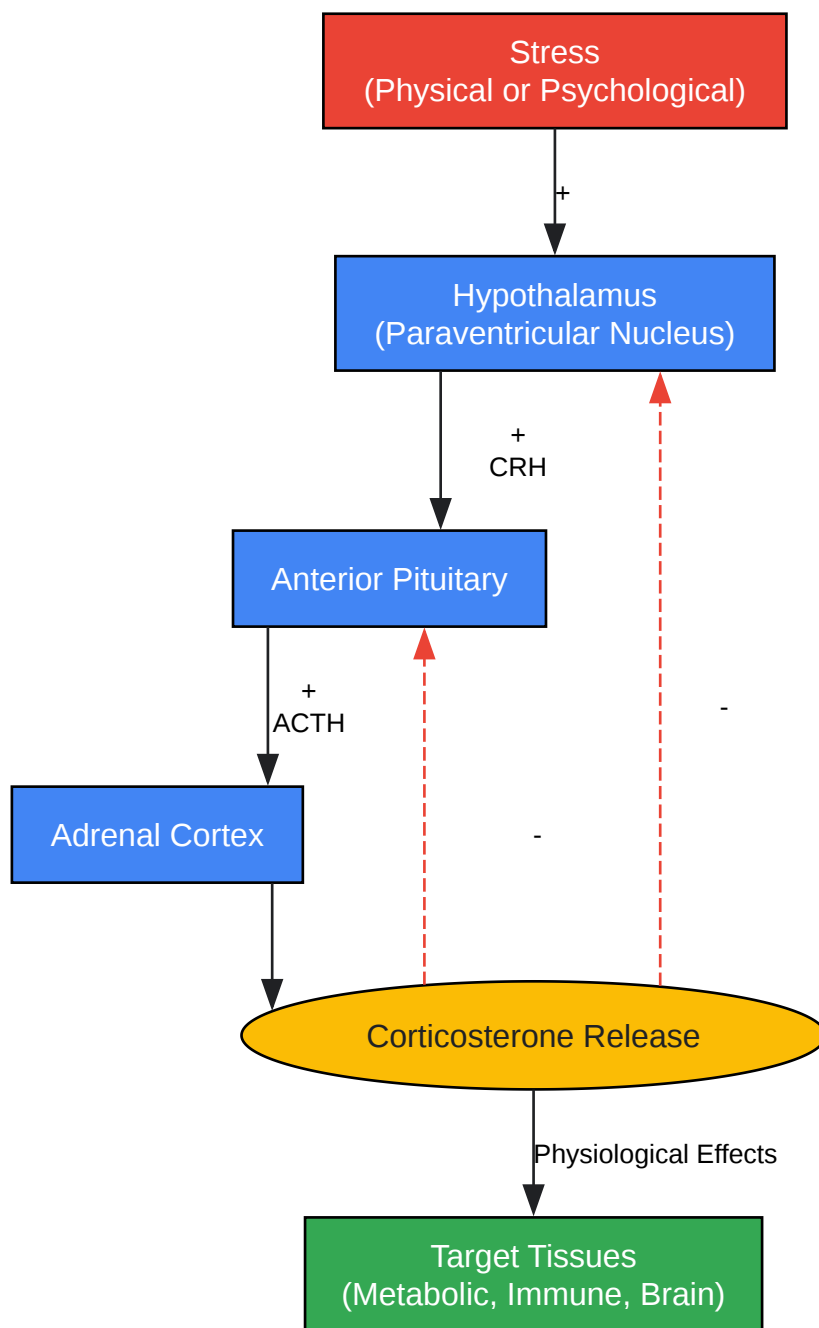 Stress
(Physical or Psychological)
+
Hypothalamus
(Paraventricular Nucleus)
+
CRH
Anterior Pituitary
+
ACTH
-
Adrenal Cortex
-
Corticosterone Release
Physiological Effects
Target Tissues
(Metabolic, Immune, Brain)